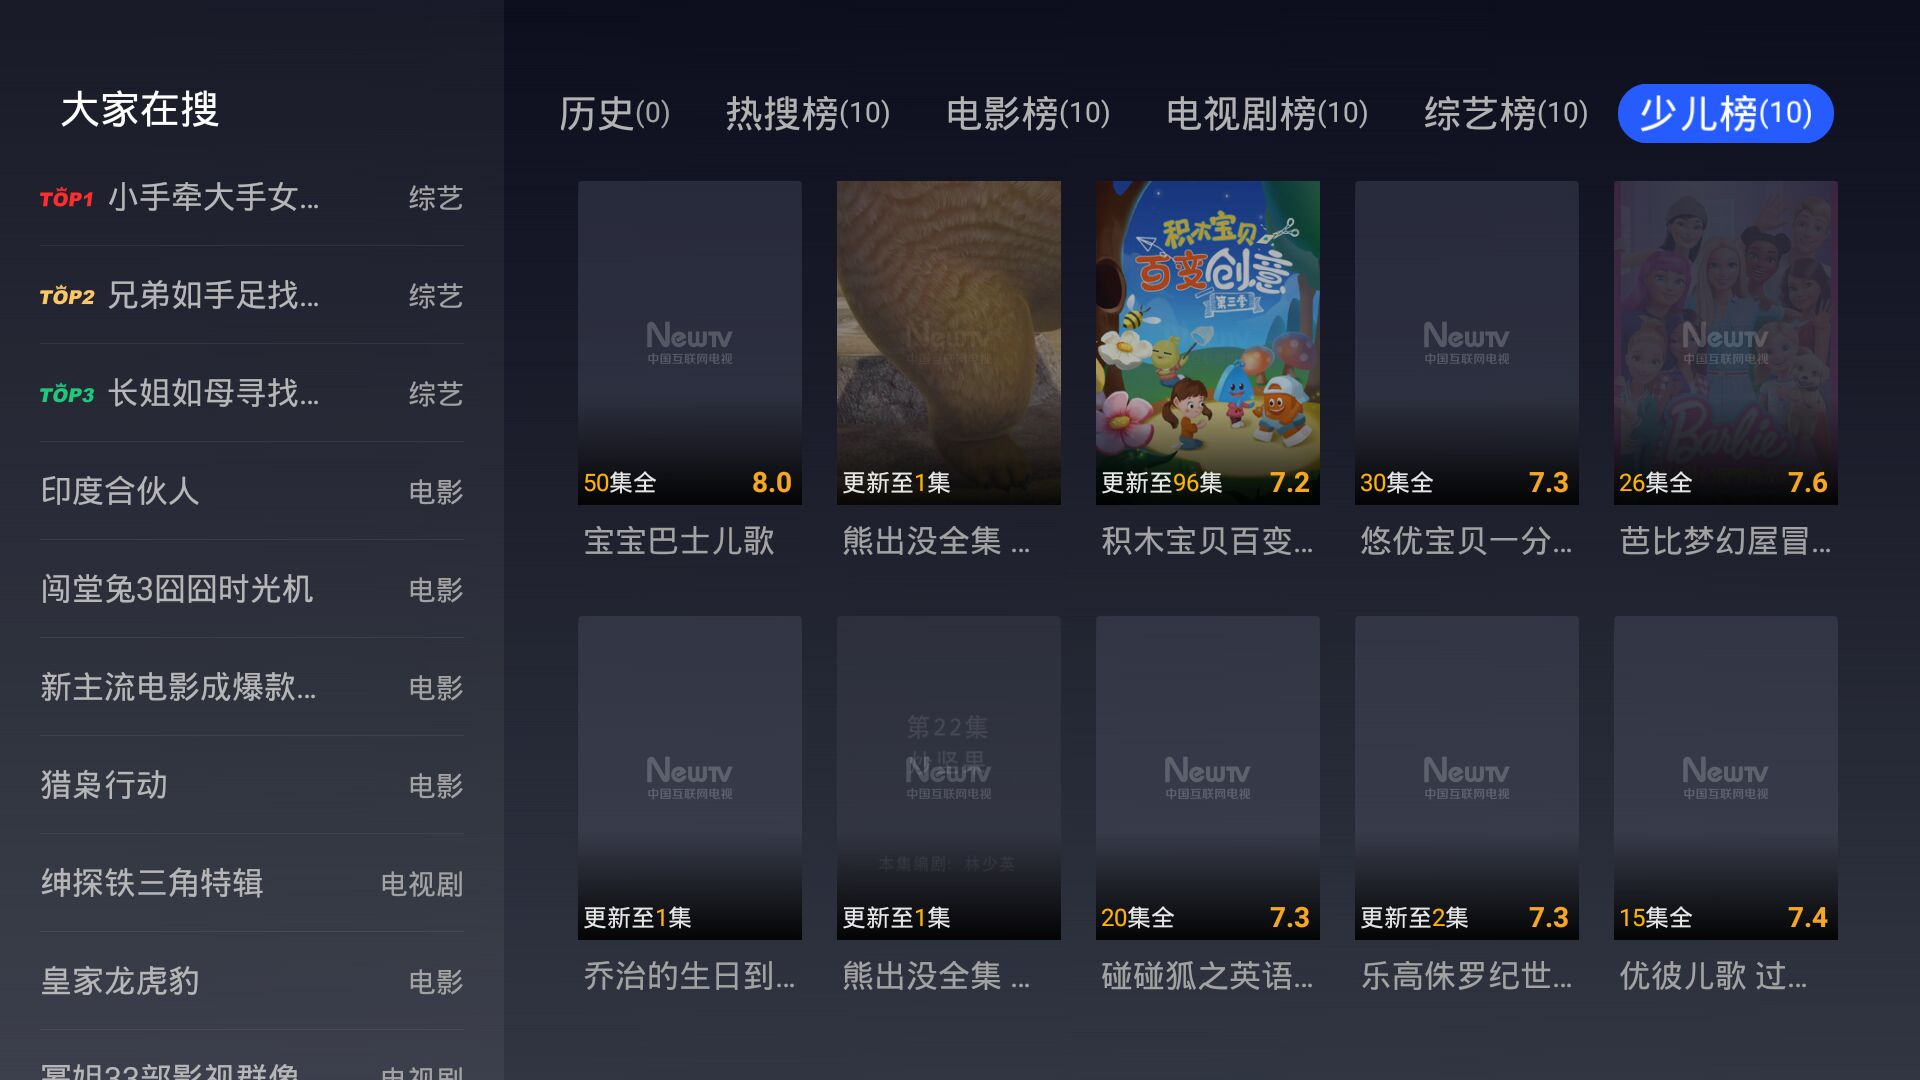 大家在搜
TOP1 小手牵大手女... 综艺
TOP2 兄弟如手足找... 综艺
TOP3 长姐如母寻找... 综艺
印度合伙人 电影
闯堂兔3囧囧时光机 电影
新主流电影成爆款... 电影
猎枭行动 电影
绅探铁三角特辑 电视剧
皇家龙虎豹 电影
幂姐33部影视群像 电视剧
历史(0) 热搜榜(10) 电影榜(10) 电视剧榜(10) 综艺榜(10) 少儿榜(10)
NewTV
中国互联网电视
50集全 8.0
宝宝巴士儿歌
NewTV
中国互联网电视
更新至1集
熊出没全集 ...
积木宝贝
百变创意
第三季
更新至96集 7.2
积木宝贝百变...
NewTV
中国互联网电视
30集全 7.3
悠优宝贝一分...
NewTV
中国互联网电视
Barbie
26集全 7.6
芭比梦幻屋冒...
NewTV
中国互联网电视
更新至1集
乔治的生日到...
第22集
NewTV
中国互联网电视
本集编剧: 林少英
更新至1集
熊出没全集 ...
NewTV
中国互联网电视
20集全 7.3
碰碰狐之英语...
NewTV
中国互联网电视
更新至2集 7.3
乐高侏罗纪世...
NewTV
中国互联网电视
15集全 7.4
优彼儿歌 过...